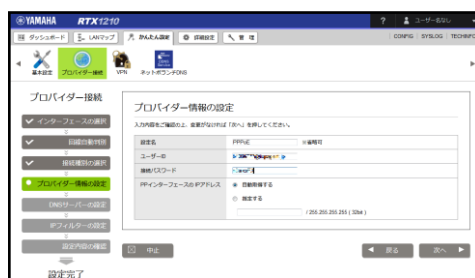 YAMAHA RTX1210
? ユーザー名なし
ダッシュボード LANマップ かんたん設定 詳細設定 管理 CONFIG SYSLOG TECHINFO
基本設定 プロバイダー接続 VPN ネットボランチDNS
プロバイダー接続
インターフェースの選択
回線自動判別
接続種別の選択
プロバイダー情報の設定
DNSサーバーの設定
IPフィルターの設定
設定内容の確認
設定完了
プロバイダー情報の設定
入力内容をご確認の上、変更がなければ「次へ」を押してください。
設定名 PPPoE ※省略可
ユーザーID
接続パスワード
PPインターフェースのIPアドレス 自動取得する
指定する
/ 255.255.255.255 ( 32bit )
中止 戻る 次へ